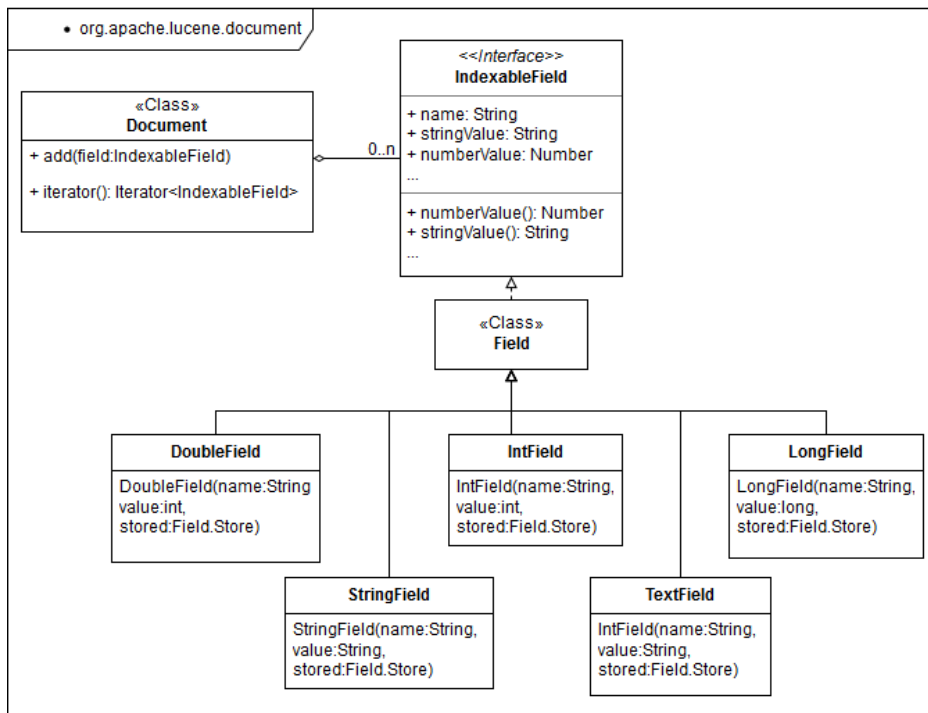 • org.apache.lucene.document
<<Interface>>
IndexableField
+ name: String
+ stringValue: String
+ numberValue: Number
...
+ numberValue(): Number
+ stringValue(): String
...
«Class»
Document
+ add(field:IndexableField)
+ iterator(): Iterator<IndexableField>
0..n
«Class»
Field
DoubleField
DoubleField(name:String
value:int,
stored:Field.Store)
IntField
IntField(name:String,
value:int,
stored:Field.Store)
LongField
LongField(name:String,
value:long,
stored:Field.Store)
StringField
StringField(name:String,
value:String,
stored:Field.Store)
TextField
IntField(name:String,
value:String,
stored:Field.Store)